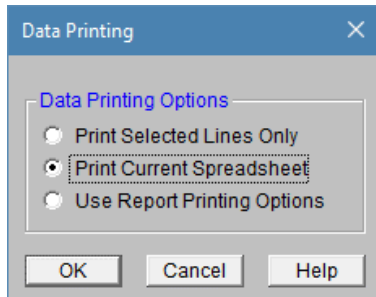 Data Printing
Data Printing Options
Print Selected Lines Only
Print Current Spreadsheet
Use Report Printing Options
OK
Cancel
Help